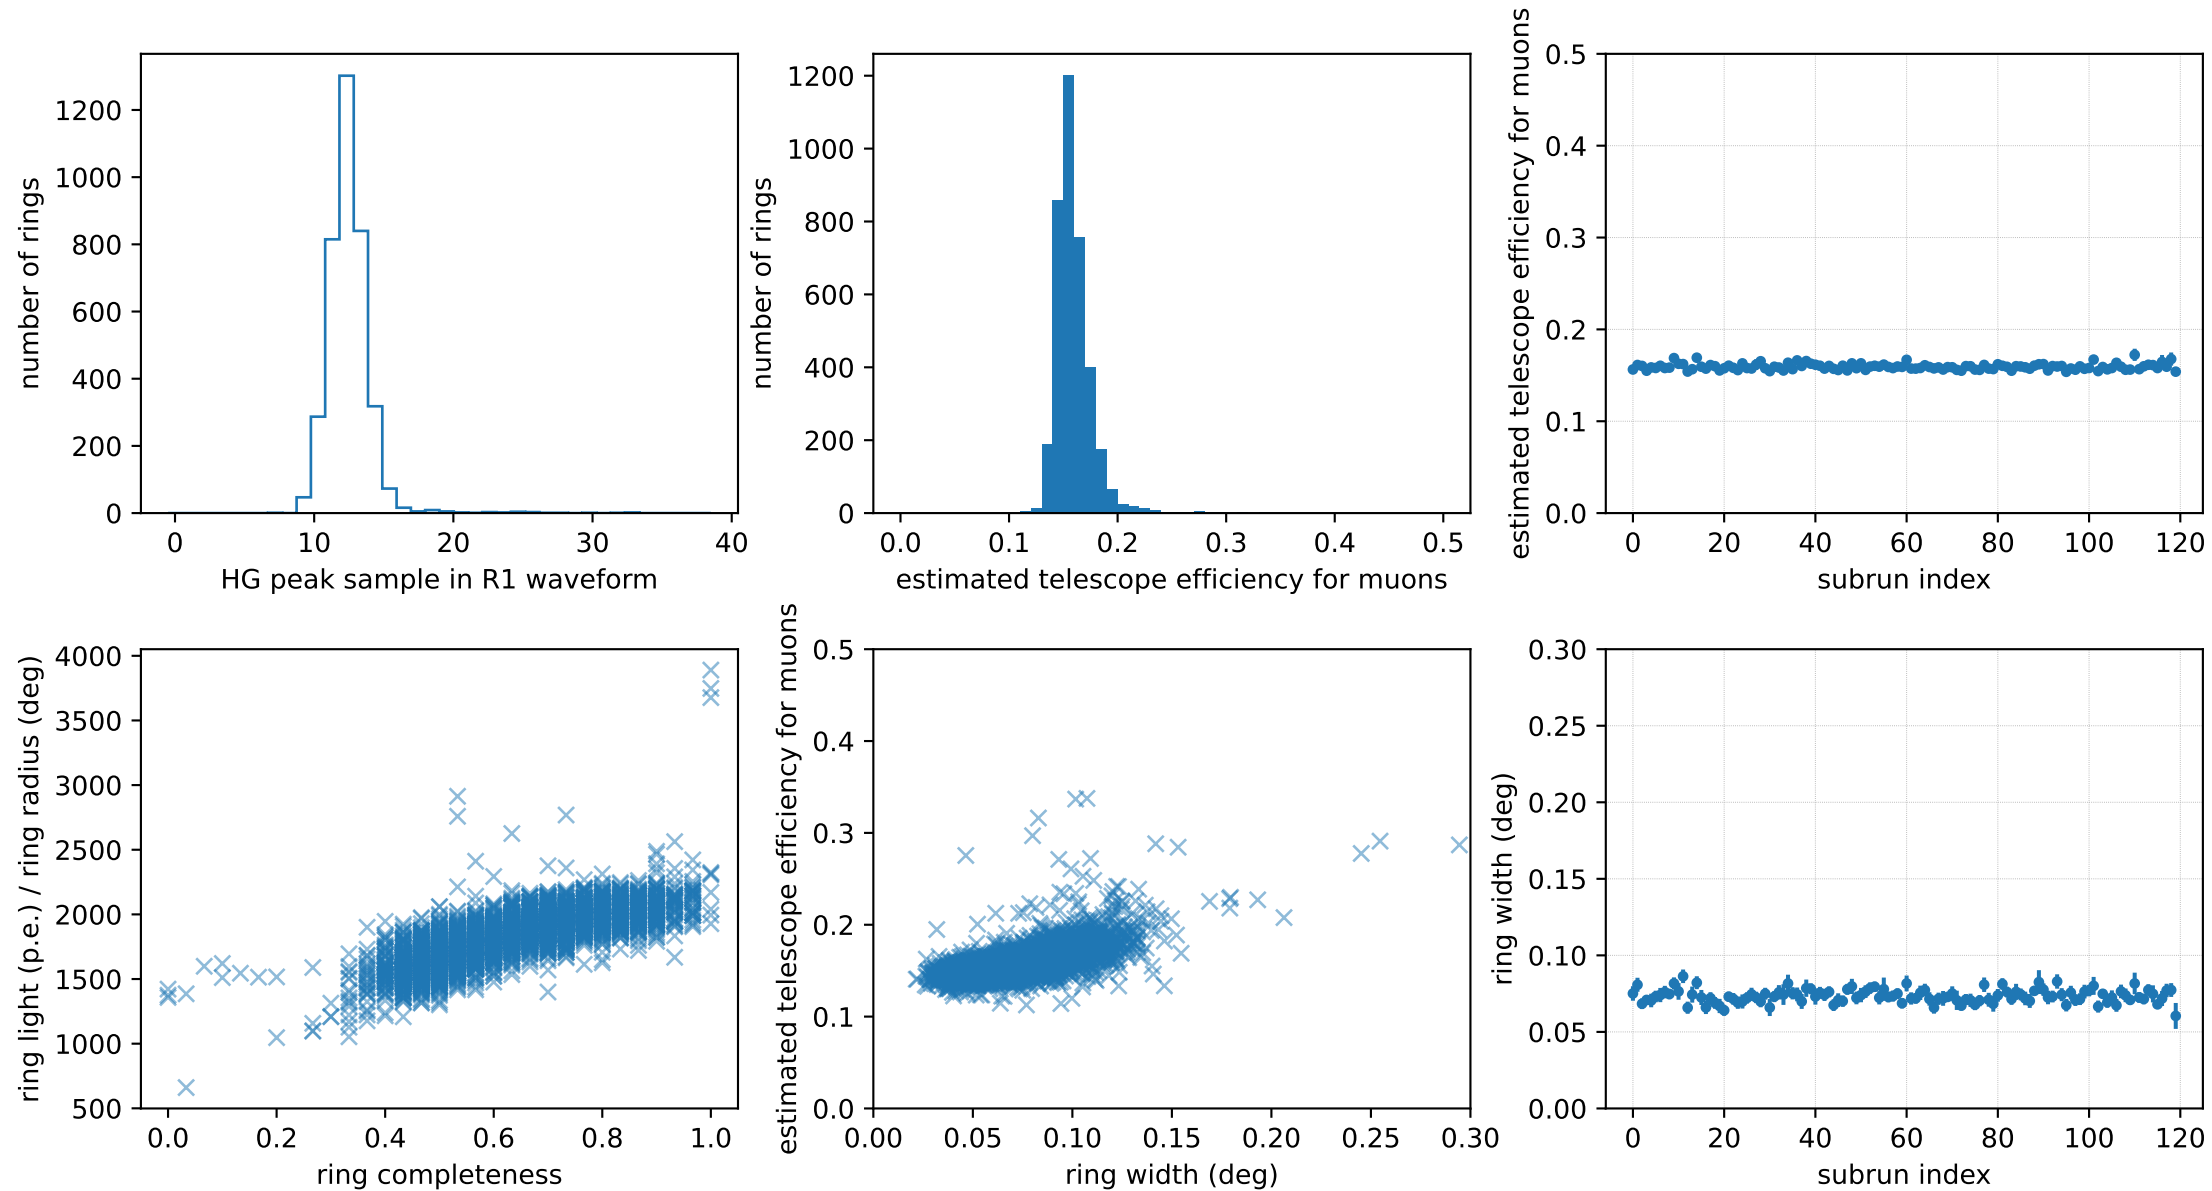 number of rings
1200
1000
800
600
400
200
0
0 10 20 30 40
HG peak sample in R1 waveform
number of rings
1200
1000
800
600
400
200
0
0.0 0.1 0.2 0.3 0.4 0.5
estimated telescope efficiency for muons
estimated telescope efficiency for muons
0.5
0.4
0.3
0.2
0.1
0.0
0 20 40 60 80 100 120
subrun index
ring light (p.e.) / ring radius (deg)
4000
3500
3000
2500
2000
1500
1000
500
0.0 0.2 0.4 0.6 0.8 1.0
ring completeness
estimated telescope efficiency for muons
0.5
0.4
0.3
0.2
0.1
0.0
0.00 0.05 0.10 0.15 0.20 0.25 0.30
ring width (deg)
ring width (deg)
0.30
0.25
0.20
0.15
0.10
0.05
0.00
0 20 40 60 80 100 120
subrun index